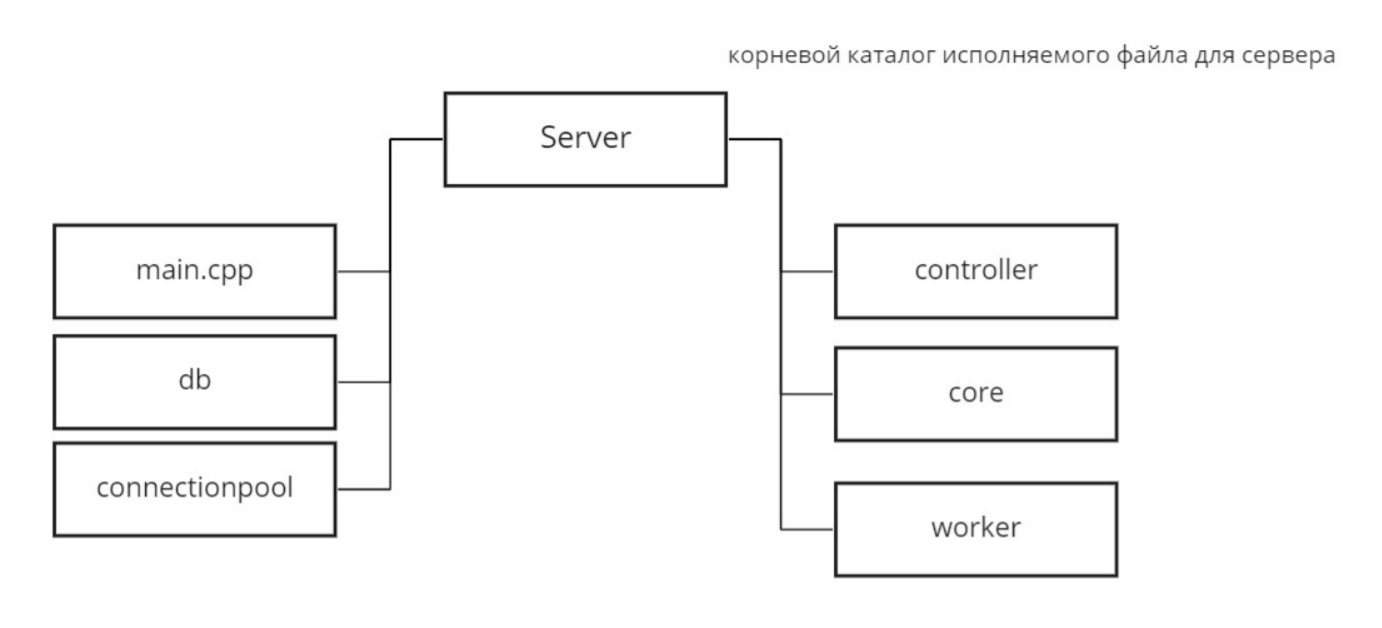 корневой каталог исполняемого файла для сервера
Server
main.cpp
db
connectionpool
controller
core
worker